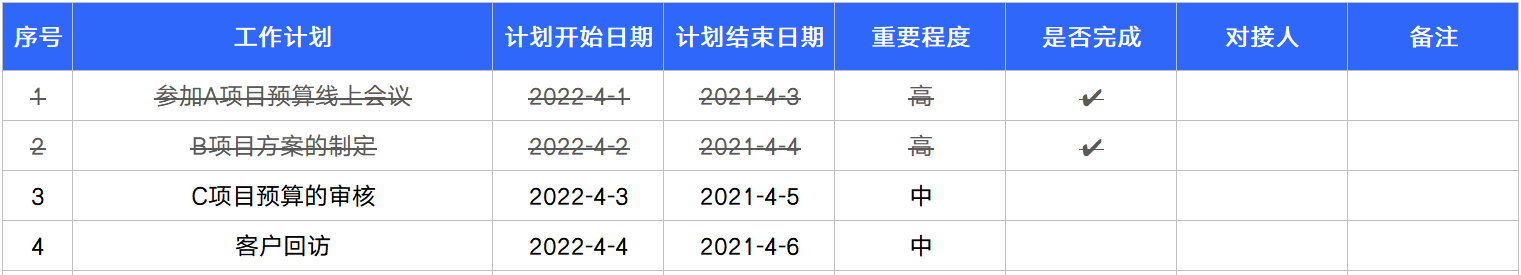 序号 工作计划 计划开始日期 计划结束日期 重要程度 是否完成 对接人 备注
1 参加A项目预算线上会议 2022-4-1 2021-4-3 高 ✔
2 B项目方案的制定 2022-4-2 2021-4-4 高 ✔
3 C项目预算的审核 2022-4-3 2021-4-5 中
4 客户回访 2022-4-4 2021-4-6 中